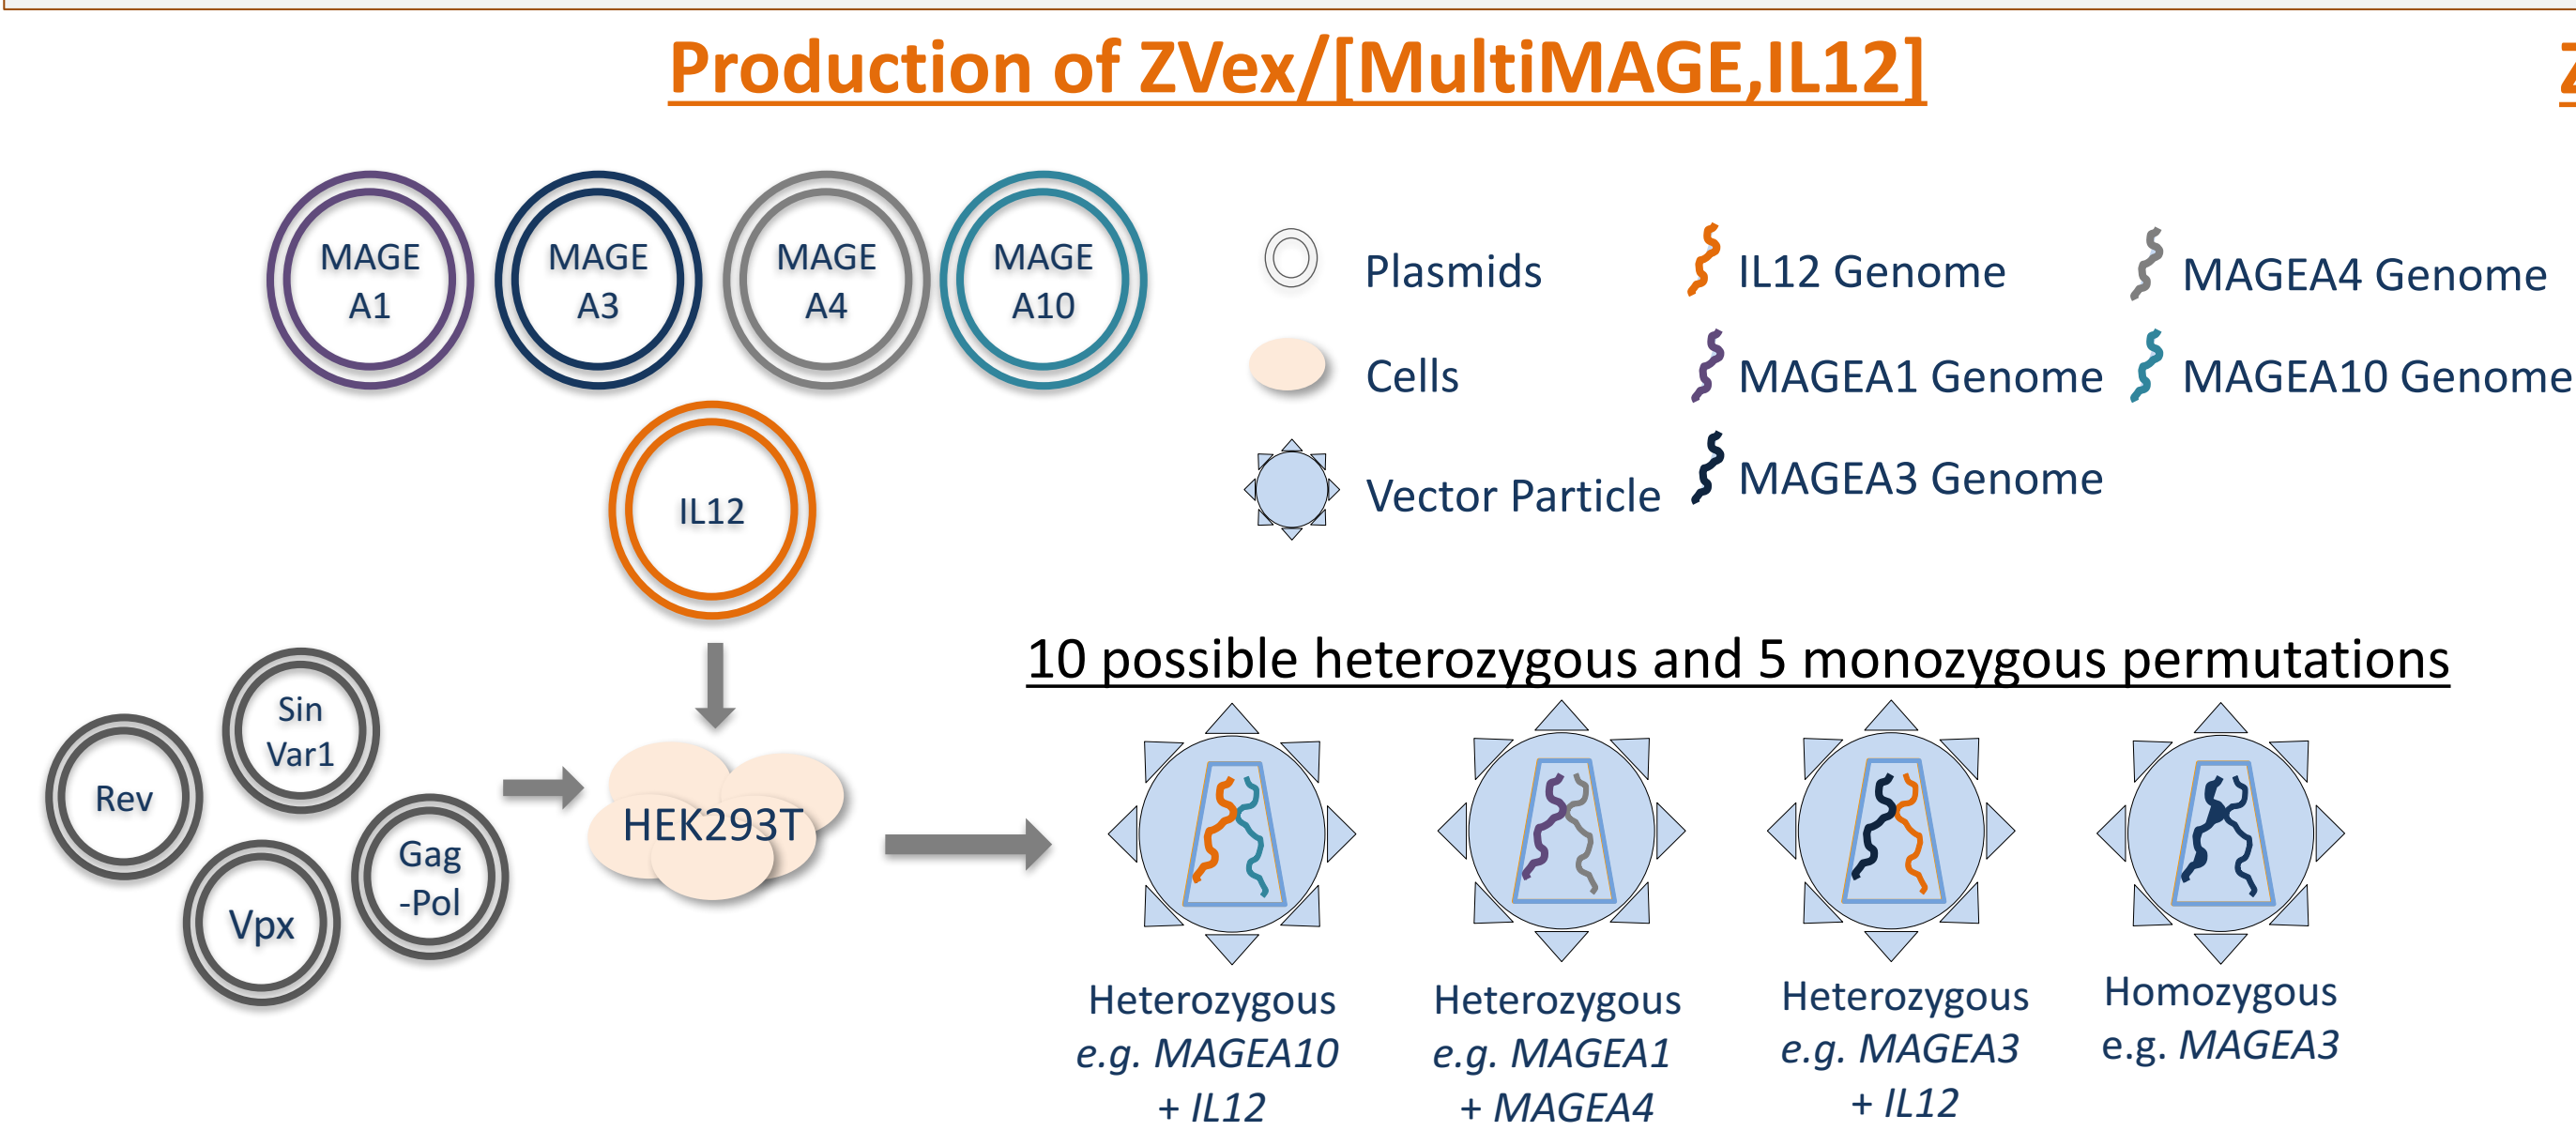 Production of ZVex/[MultiMAGE,IL12]
MAGE
A1
MAGE
A3
MAGE
A4
MAGE
A10
IL12
Plasmids
Cells
Vector Particle
IL12 Genome
MAGEA1 Genome
MAGEA3 Genome
MAGEA4 Genome
MAGEA10 Genome
Rev
Sin
Var1
Vpx
Gag
-Pol
HEK293T
10 possible heterozygous and 5 monozygous permutations
Heterozygous
e.g. MAGEA10
+ IL12
Heterozygous
e.g. MAGEA1
+ MAGEA4
Heterozygous
e.g. MAGEA3
+ IL12
Homozygous
e.g. MAGEA3